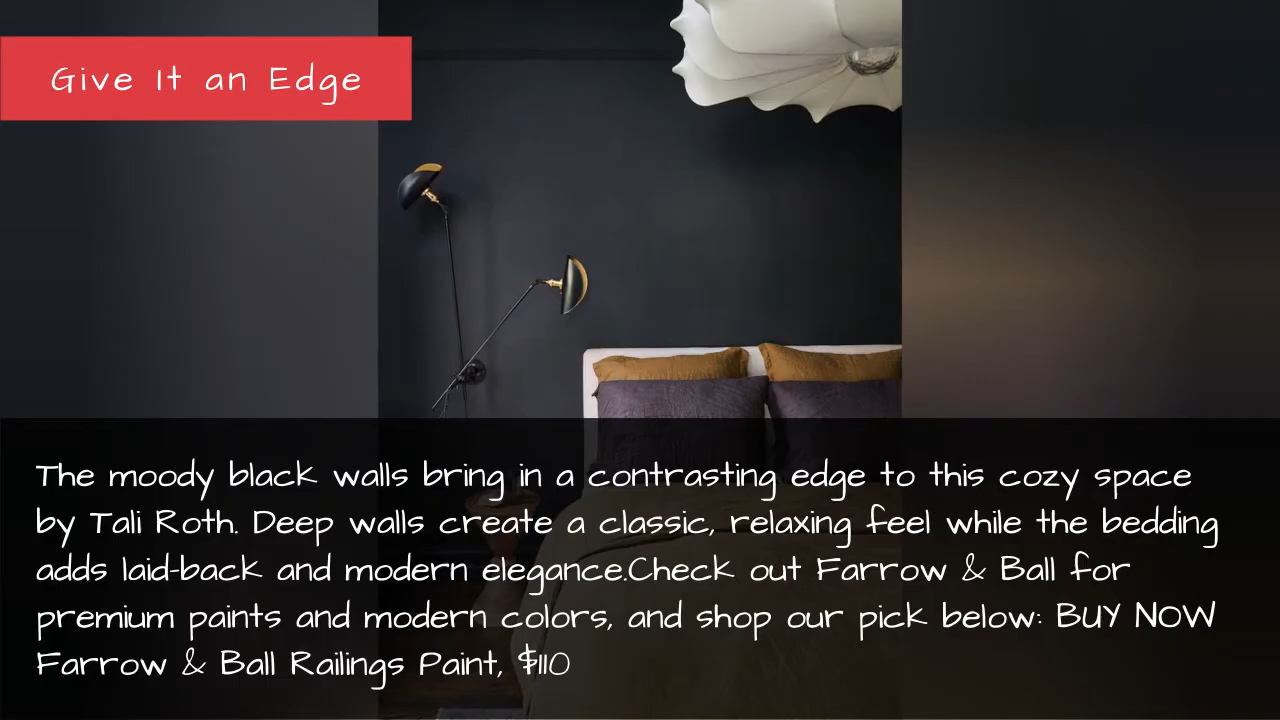 Give It an Edge
The moody black walls bring in a contrasting edge to this cozy space
by Tali Roth. Deep walls create a classic, relaxing feel while the bedding
adds laid-back and modern elegance.Check out Farrow & Ball for
premium paints and modern colors, and shop our pick below: BUY NOW
Farrow & Ball Railings Paint, $110